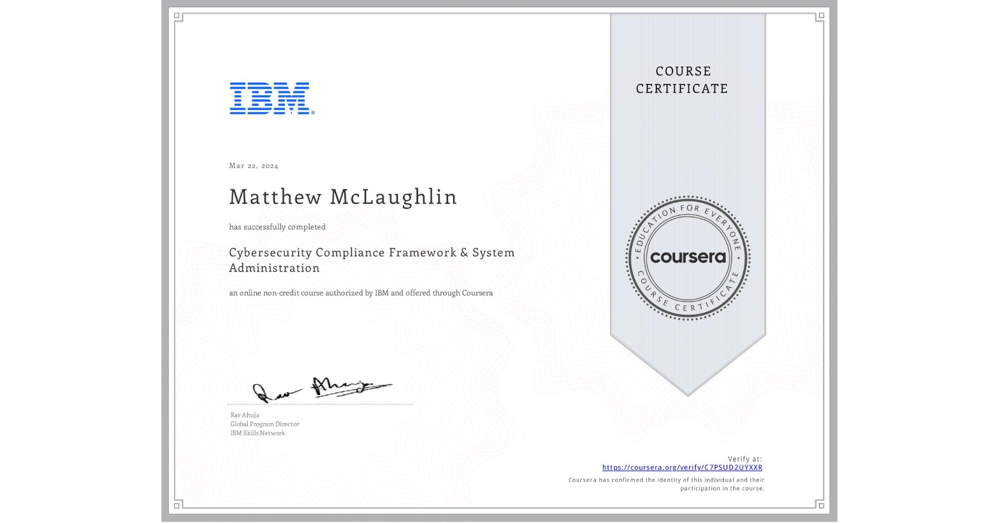 IBM®
COURSE
CERTIFICATE
Mar 22, 2024
Matthew McLaughlin
has successfully completed
Cybersecurity Compliance Framework & System
Administration
an online non-credit course authorized by IBM and offered through Coursera
EDUCATION FOR EVERYONE
coursera
COURSE CERTIFICATE
Rav Ahuja
Rav Ahuja
Global Program Director
IBM Skills Network
Verify at:
https://coursera.org/verify/C7PSUD2UYXXR
Coursera has confirmed the identity of this individual and their
participation in the course.